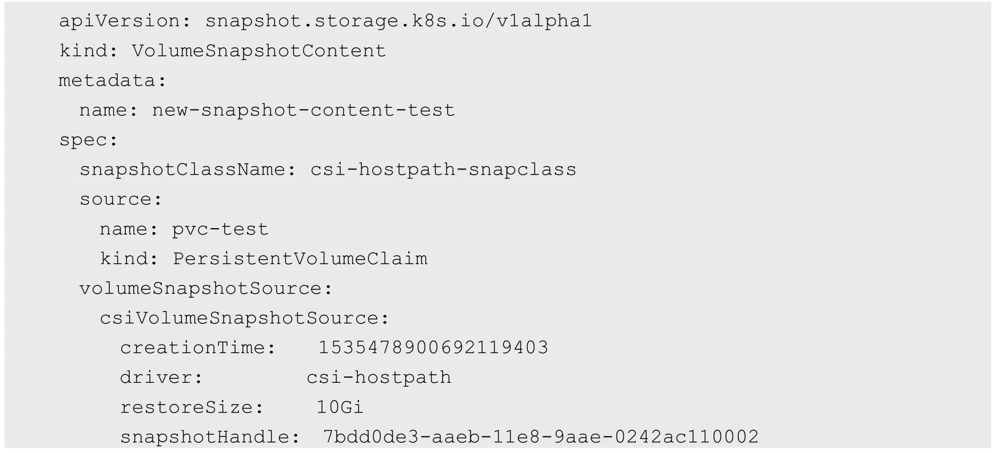 apiVersion: snapshot.storage.k8s.io/v1alpha1
kind: VolumeSnapshotContent
metadata:
  name: new-snapshot-content-test
spec:
  snapshotClassName: csi-hostpath-snapclass
  source:
    name: pvc-test
    kind: PersistentVolumeClaim
  volumeSnapshotSource:
    csiVolumeSnapshotSource:
      creationTime:    1535478900692119403
      driver:          csi-hostpath
      restoreSize:     10Gi
      snapshotHandle:  7bdd0de3-aaeb-11e8-9aae-0242ac110002